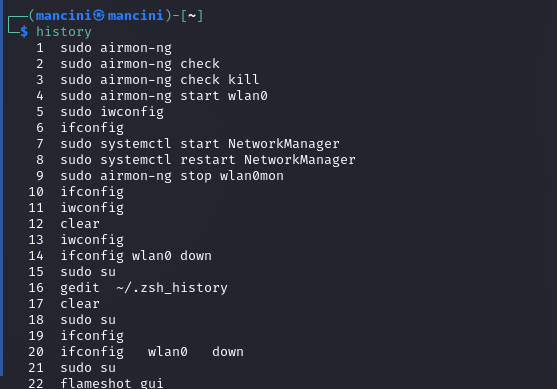 (mancini㉿mancini)-[~]
$ history
1 sudo airmon-ng
2 sudo airmon-ng check
3 sudo airmon-ng check kill
4 sudo airmon-ng start wlan0
5 sudo iwconfig
6 ifconfig
7 sudo systemctl start NetworkManager
8 sudo systemctl restart NetworkManager
9 sudo airmon-ng stop wlan0mon
10 ifconfig
11 iwconfig
12 clear
13 iwconfig
14 ifconfig wlan0 down
15 sudo su
16 gedit  ~/.zsh_history
17 clear
18 sudo su
19 ifconfig
20 ifconfig   wlan0   down
21 sudo su
22 flameshot gui